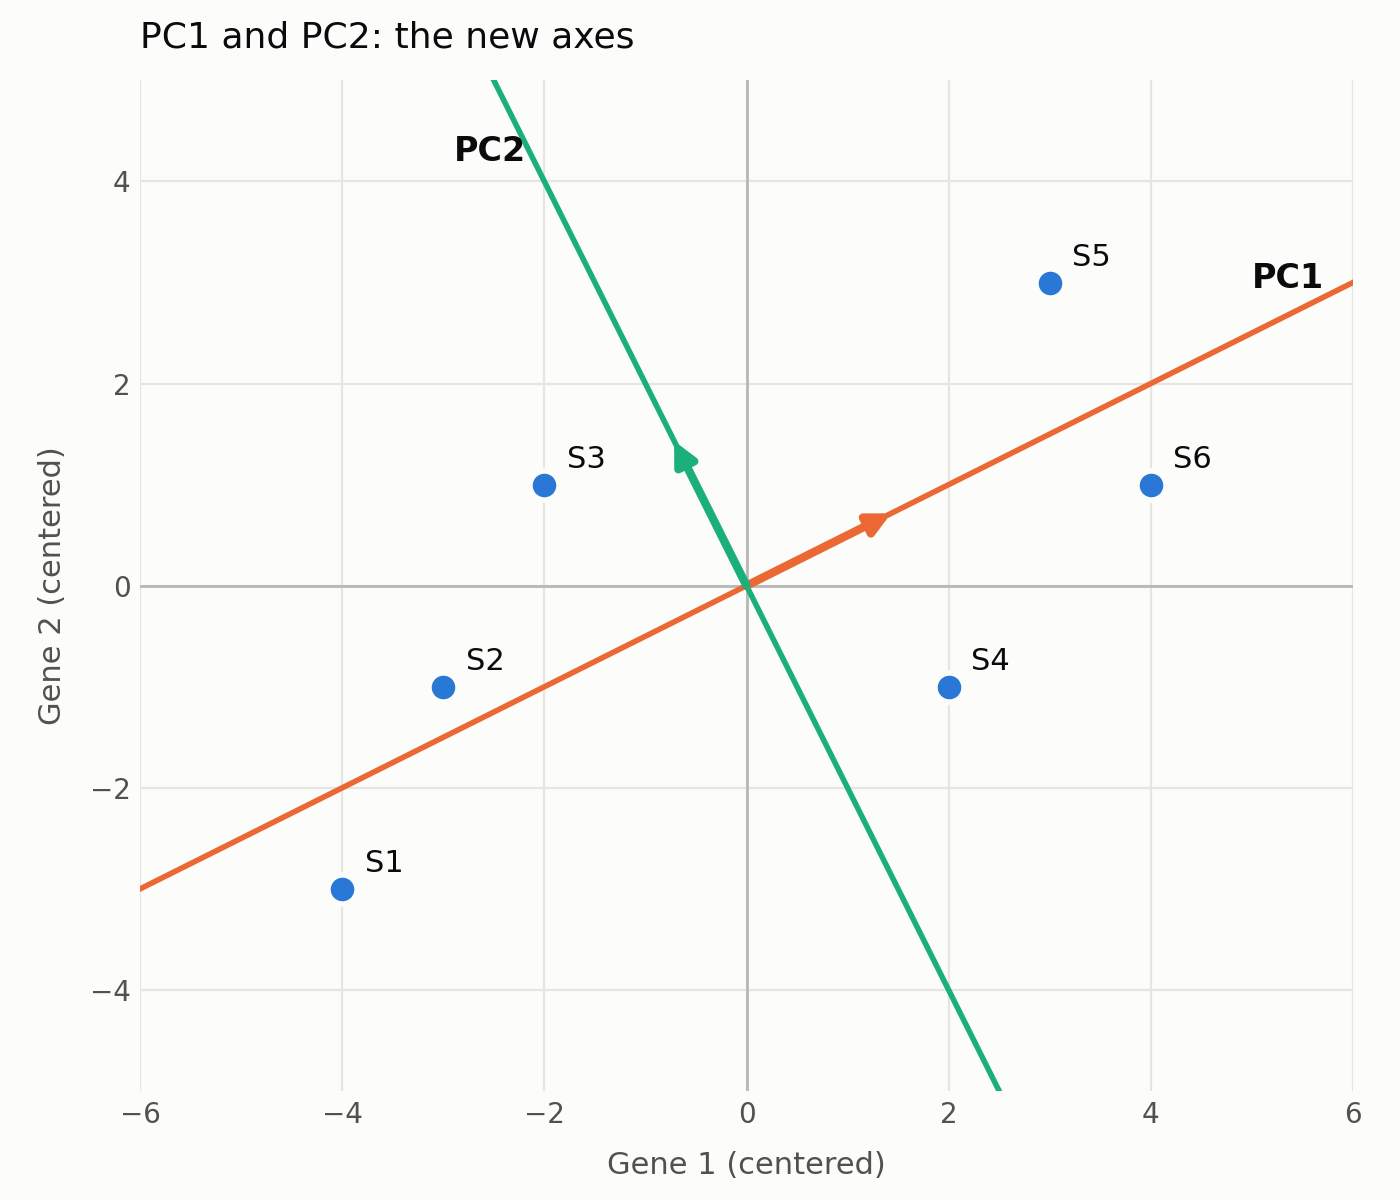 PC1 and PC2: the new axes
PC2
4
S5
PC1
2
S3
S6
Gene 2 (centered)
0
S2
S4
−2
S1
−4
−6
−4
−2
0
2
4
6
Gene 1 (centered)